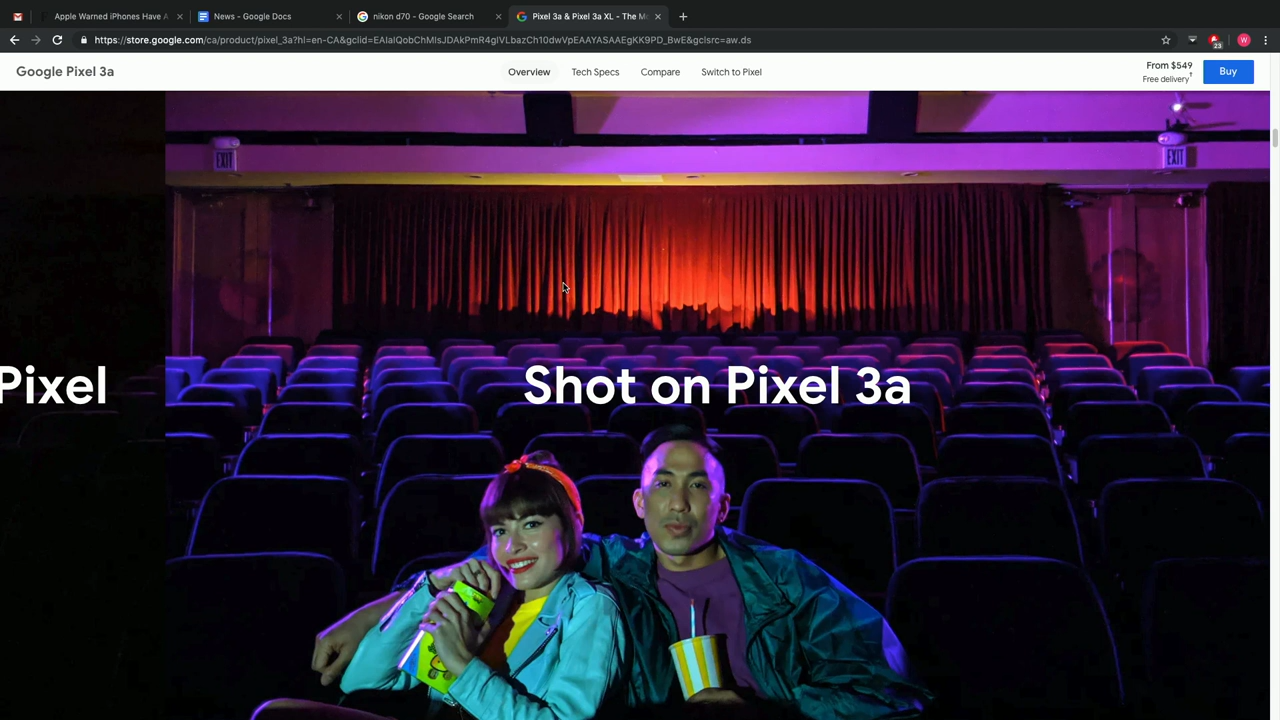 Apple Warned iPhones Have A
News - Google Docs
nikon d70 - Google Search
Pixel 3a & Pixel 3a XL - The Mo
https://store.google.com/ca/product/pixel_3a?hl=en-CA&gclid=EAIaIQobChMIsJDAkPmR4gIVLbazCh10dwVpEAAYASAAEgKK9PD_BwE&gclsrc=aw.ds
23
W
Google Pixel 3a
Overview
Tech Specs
Compare
Switch to Pixel
From $549
Free delivery†
Buy
EXIT
EXIT
Pixel
Shot on Pixel 3a